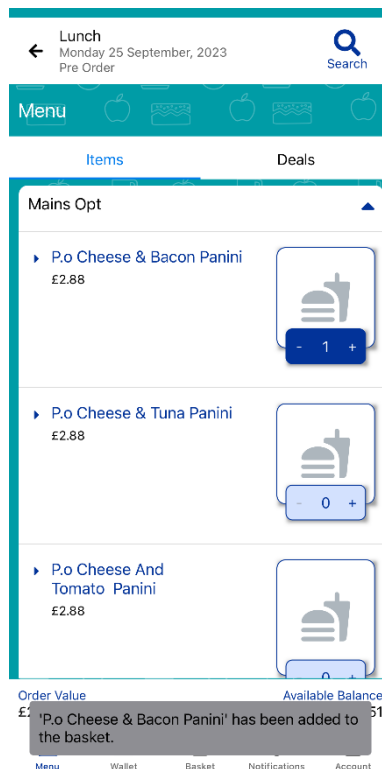 Lunch
Monday 25 September, 2023
Pre Order
Search
Menu
Items
Deals
Mains Opt
P.o Cheese & Bacon Panini
£2.88
- 1 +
P.o Cheese & Tuna Panini
£2.88
- 0 +
P.o Cheese And
Tomato Panini
£2.88
- 0 +
Order Value
Available Balance
'P.o Cheese & Bacon Panini' has been added to
the basket.
Menu
Wallet
Basket
Notifications
Account